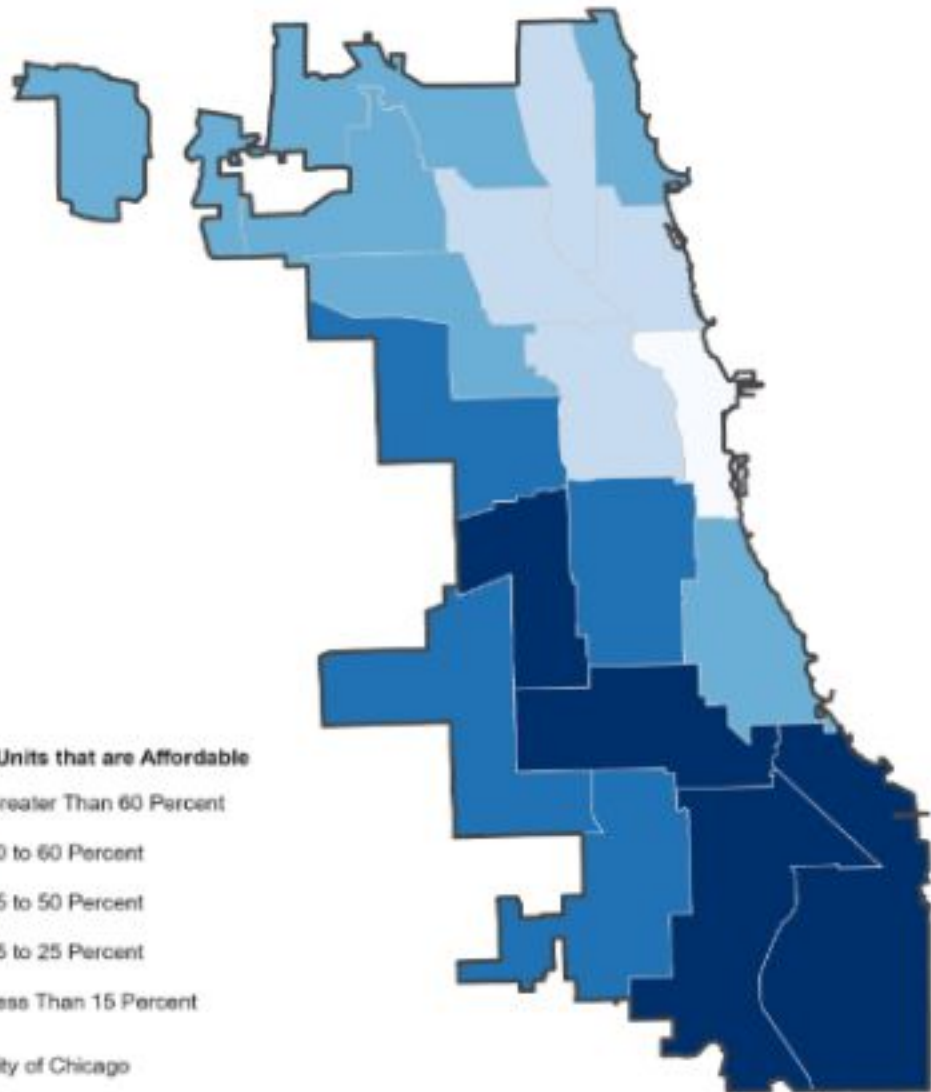 Units that are Affordable
reater Than 60 Percent
0 to 60 Percent
5 to 50 Percent
5 to 25 Percent
ess Than 15 Percent
ity of Chicago